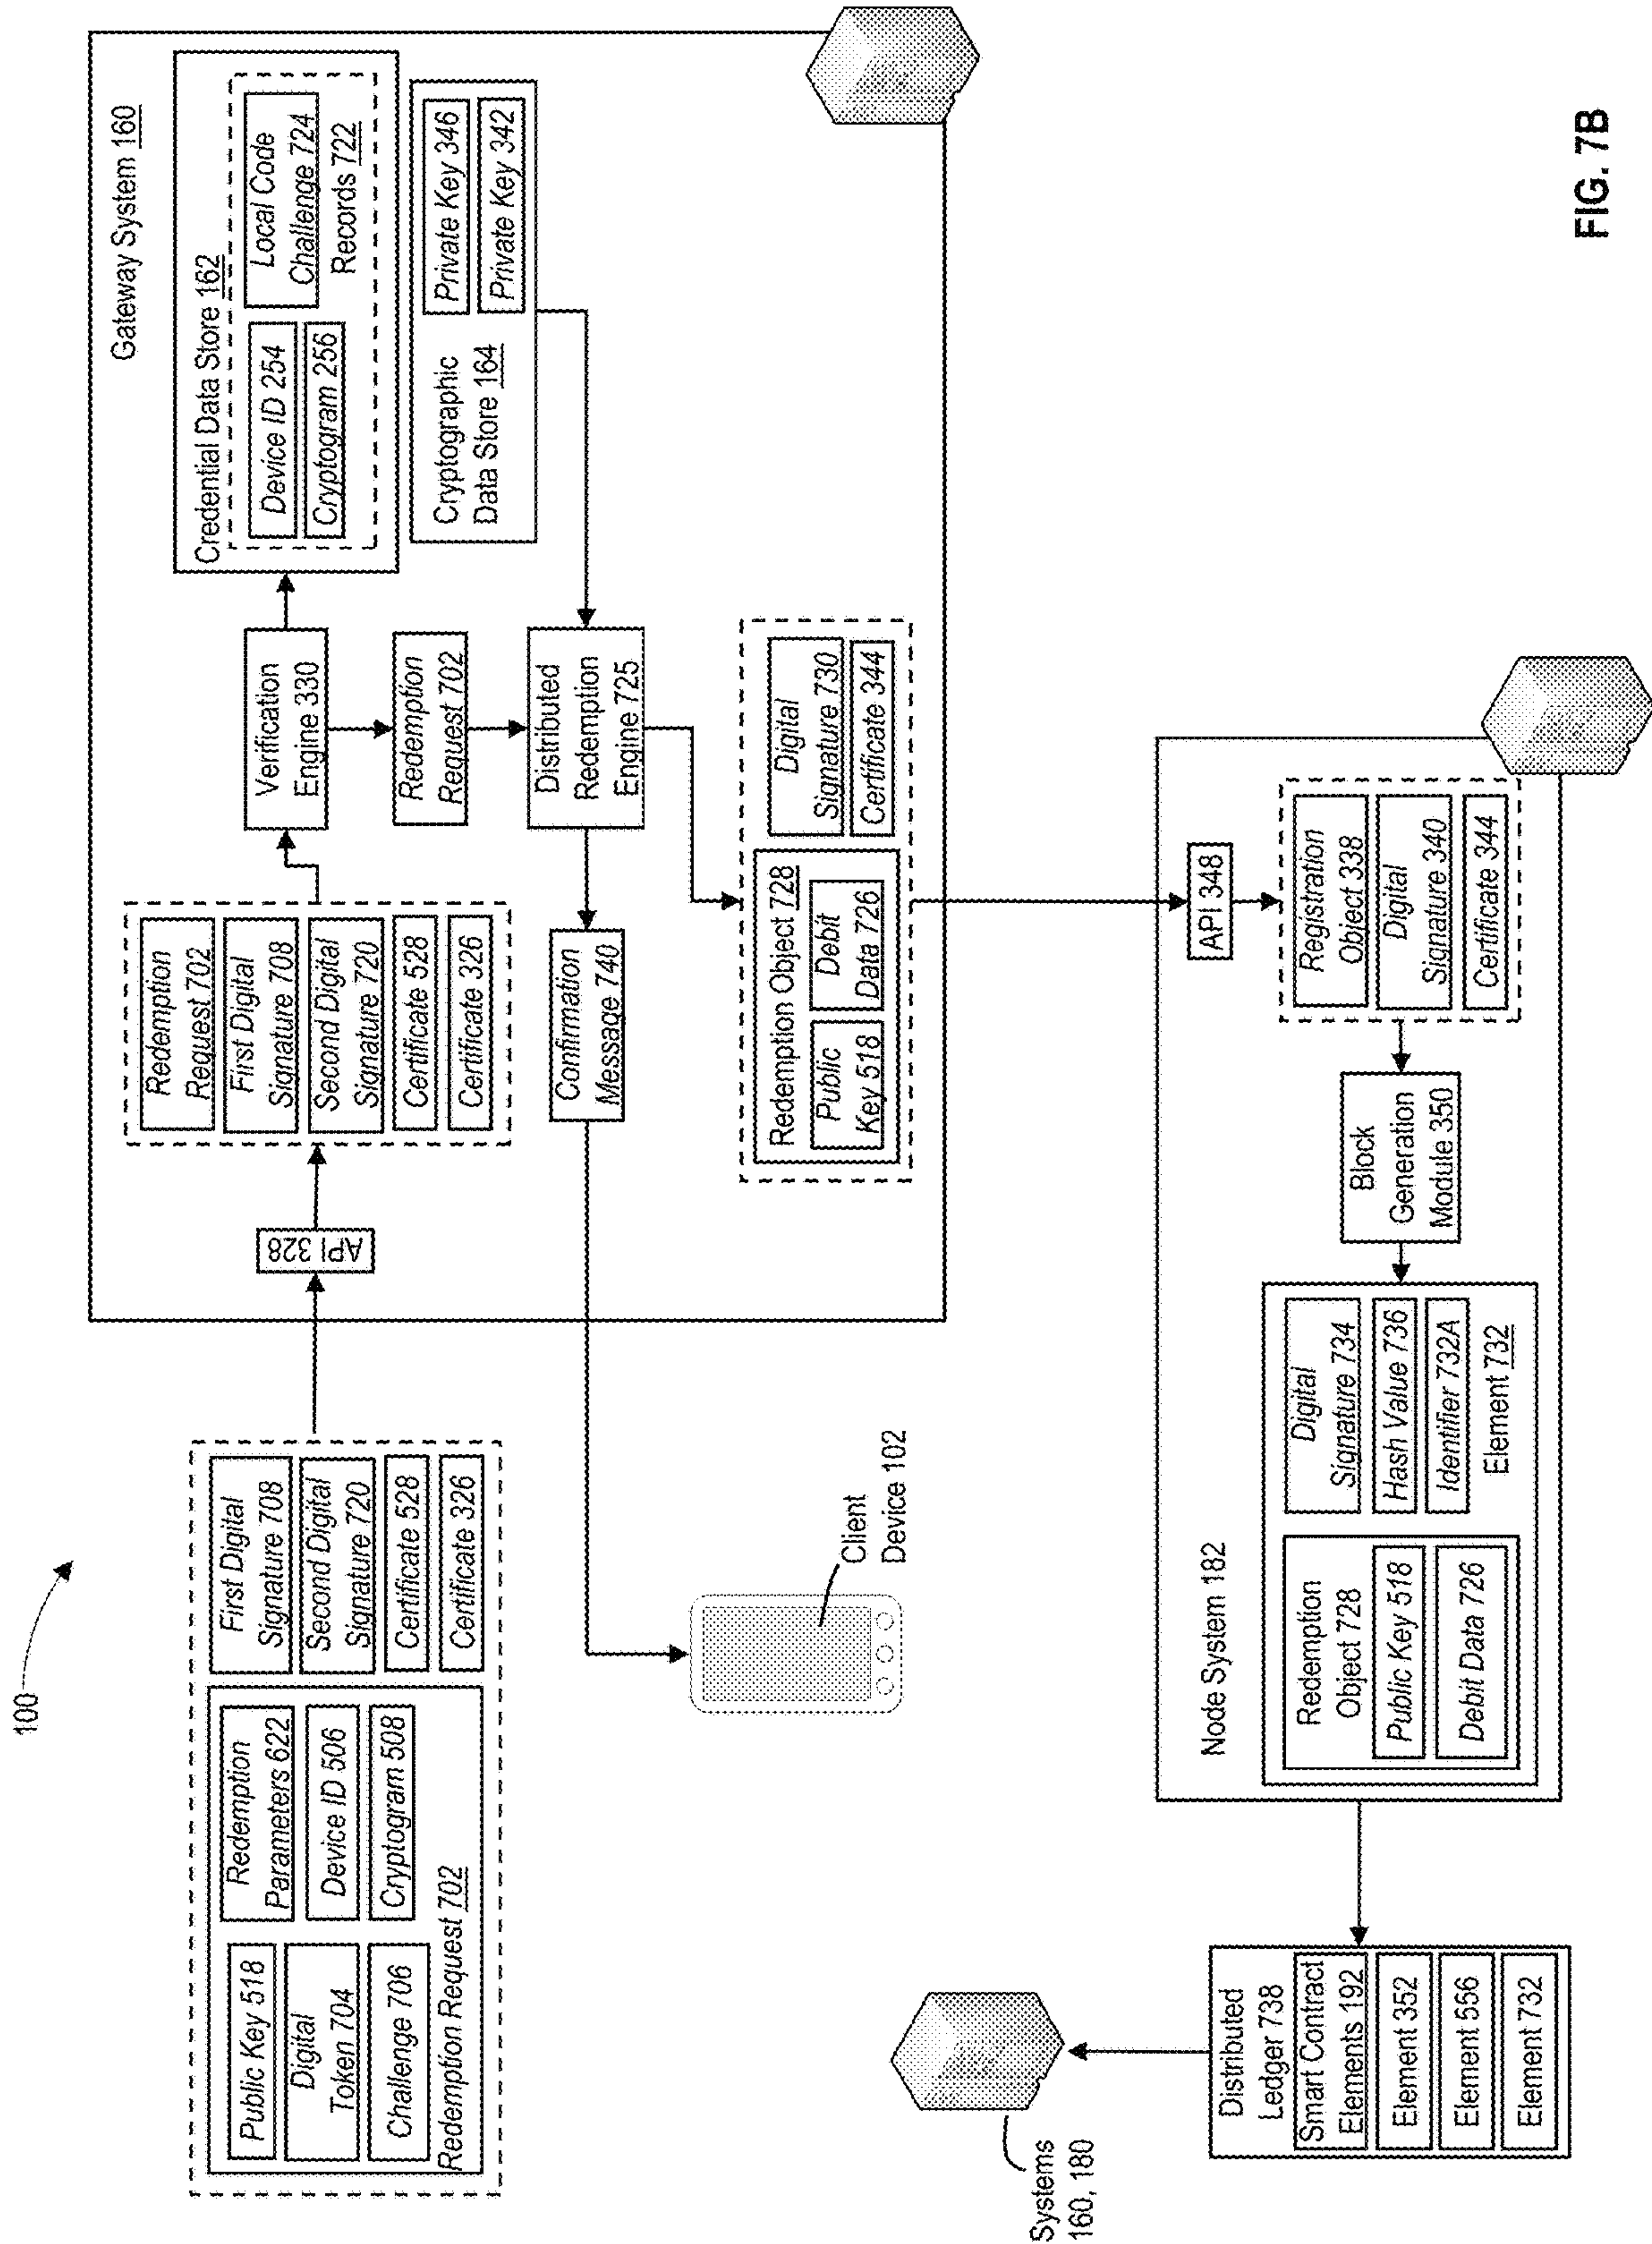 100
Public Key 518
Digital
Token 704
Challenge 706
Redemption
Parameters 622
Device ID 506
Cryptogram 508
Redemption Request 702
First Digital
Signature 708
Second Digital
Signature 720
Certificate 528
Certificate 326
Gateway System 160
API 328
Redemption
Request 702
First Digital
Signature 708
Second Digital
Signature 720
Certificate 528
Certificate 326
Verification
Engine 330
Credential Data Store 162
Device ID 254
Cryptogram 256
Local Code
Challenge 724
Records 722
Redemption
Request 702
Cryptographic
Data Store 164
Private Key 346
Private Key 342
Distributed
Redemption
Engine 725
Confirmation
Message 740
Client
Device 102
Redemption Object 728
Public
Key 518
Debit
Data 726
Digital
Signature 730
Certificate 344
Node System 182
API 348
Registration
Object 338
Digital
Signature 340
Certificate 344
Block
Generation
Module 350
Redemption
Object 728
Public Key 518
Debit Data 726
Digital
Signature 734
Hash Value 736
Identifier 732A
Element 732
Systems
160, 180
Distributed
Ledger 738
Smart Contract
Elements 192
Element 352
Element 556
Element 732
FIG. 7B